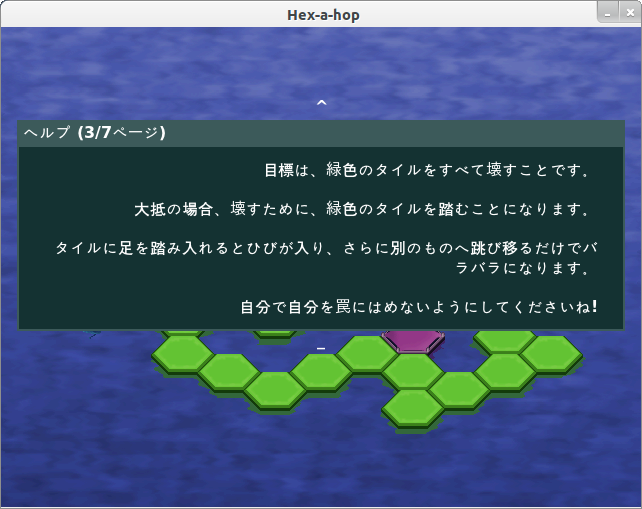 Hex-a-hop
ヘルプ (3/7ページ)
目標は、緑色のタイルをすべて壊すことです。
大抵の場合、壊すために、緑色のタイルを踏むことになります。
タイルに足を踏み入れるとひびが入り、さらに別のものへ跳び移るだけでバ
ラバラになります。
自分で自分を罠にはめないようにしてくださいね!